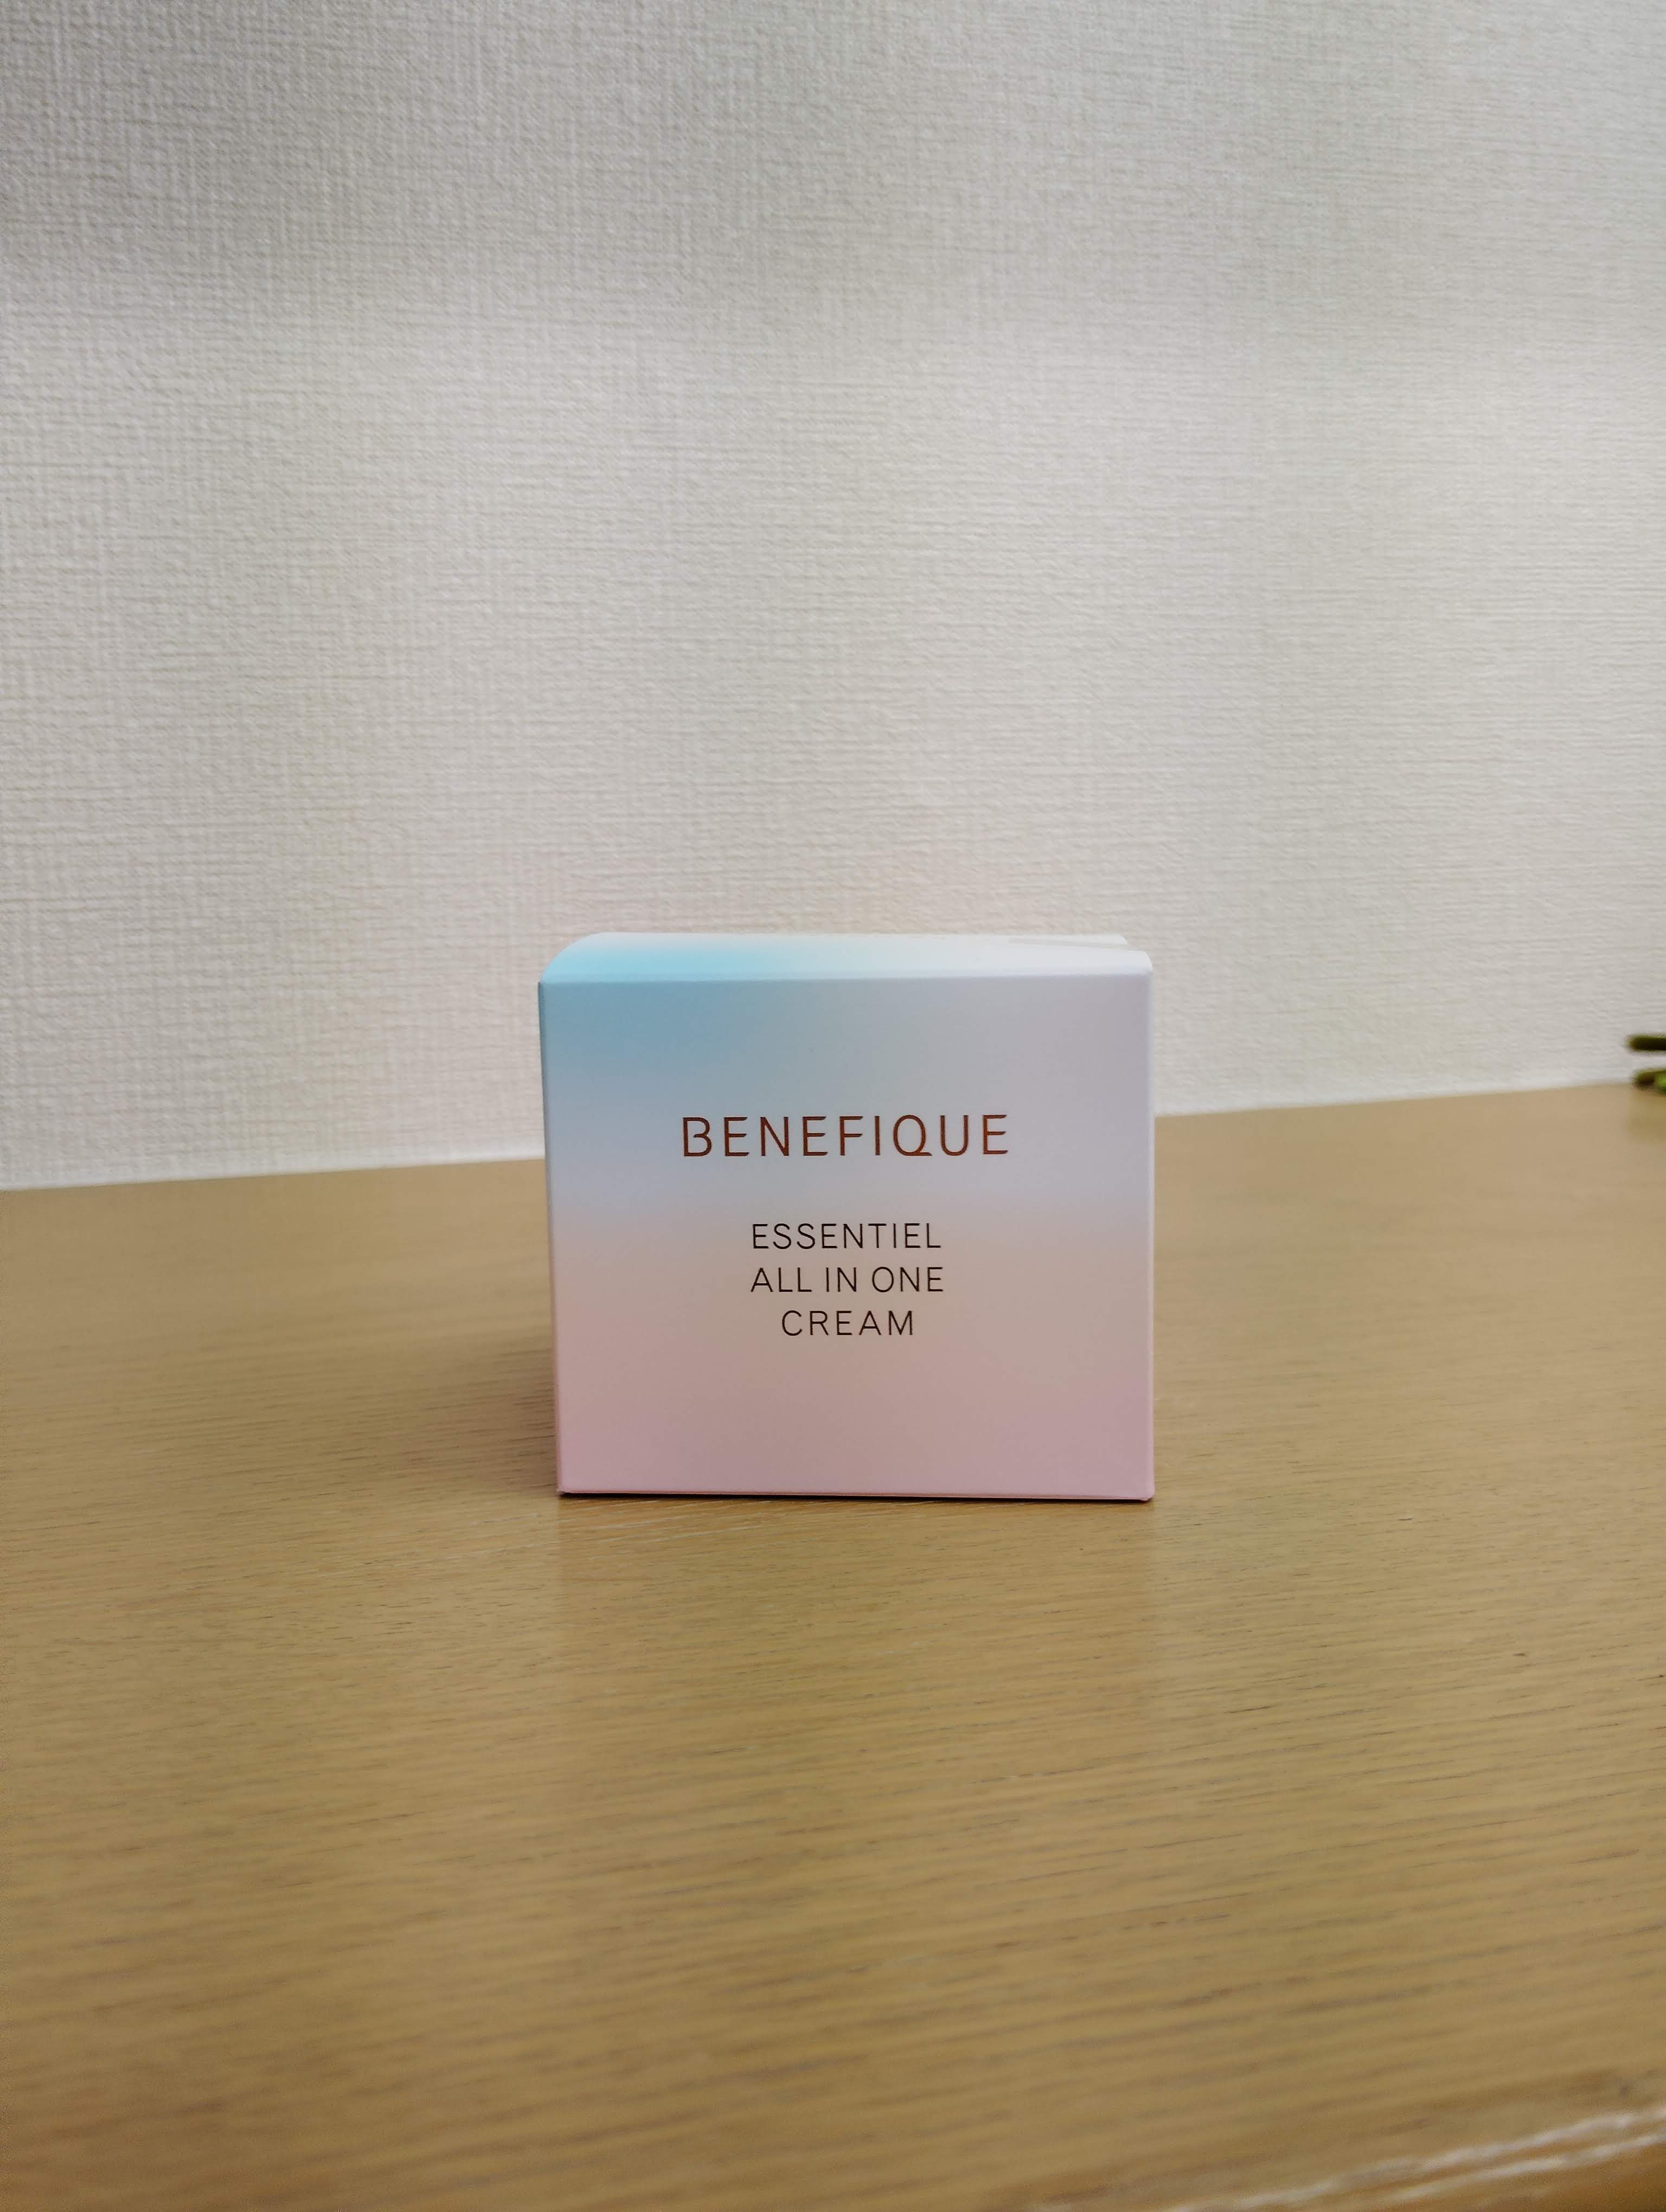 BENEFIQUE
ESSENTIEL
ALL IN ONE
CREAM